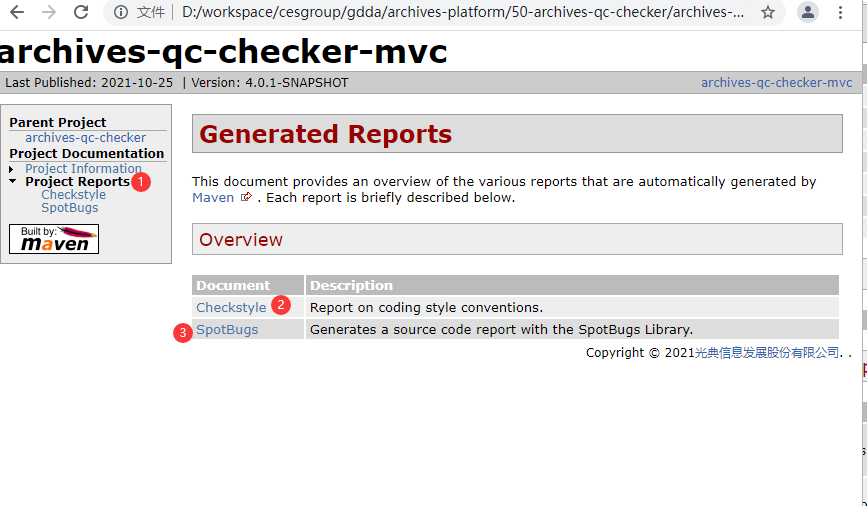 文件
D:/workspace/cesgroup/gdda/archives-platform/50-archives-qc-checker/archives-...
archives-qc-checker-mvc
Last Published: 2021-10-25 | Version: 4.0.1-SNAPSHOT
archives-qc-checker-mvc
Parent Project
archives-qc-checker
Project Documentation
Project Information
Project Reports 1
Checkstyle
SpotBugs
Built by:
maven
Generated Reports
This document provides an overview of the various reports that are automatically generated by
Maven . Each report is briefly described below.
Overview
Document Description
Checkstyle 2 Report on coding style conventions.
3 SpotBugs Generates a source code report with the SpotBugs Library.
Copyright © 2021光典信息发展股份有限公司. .